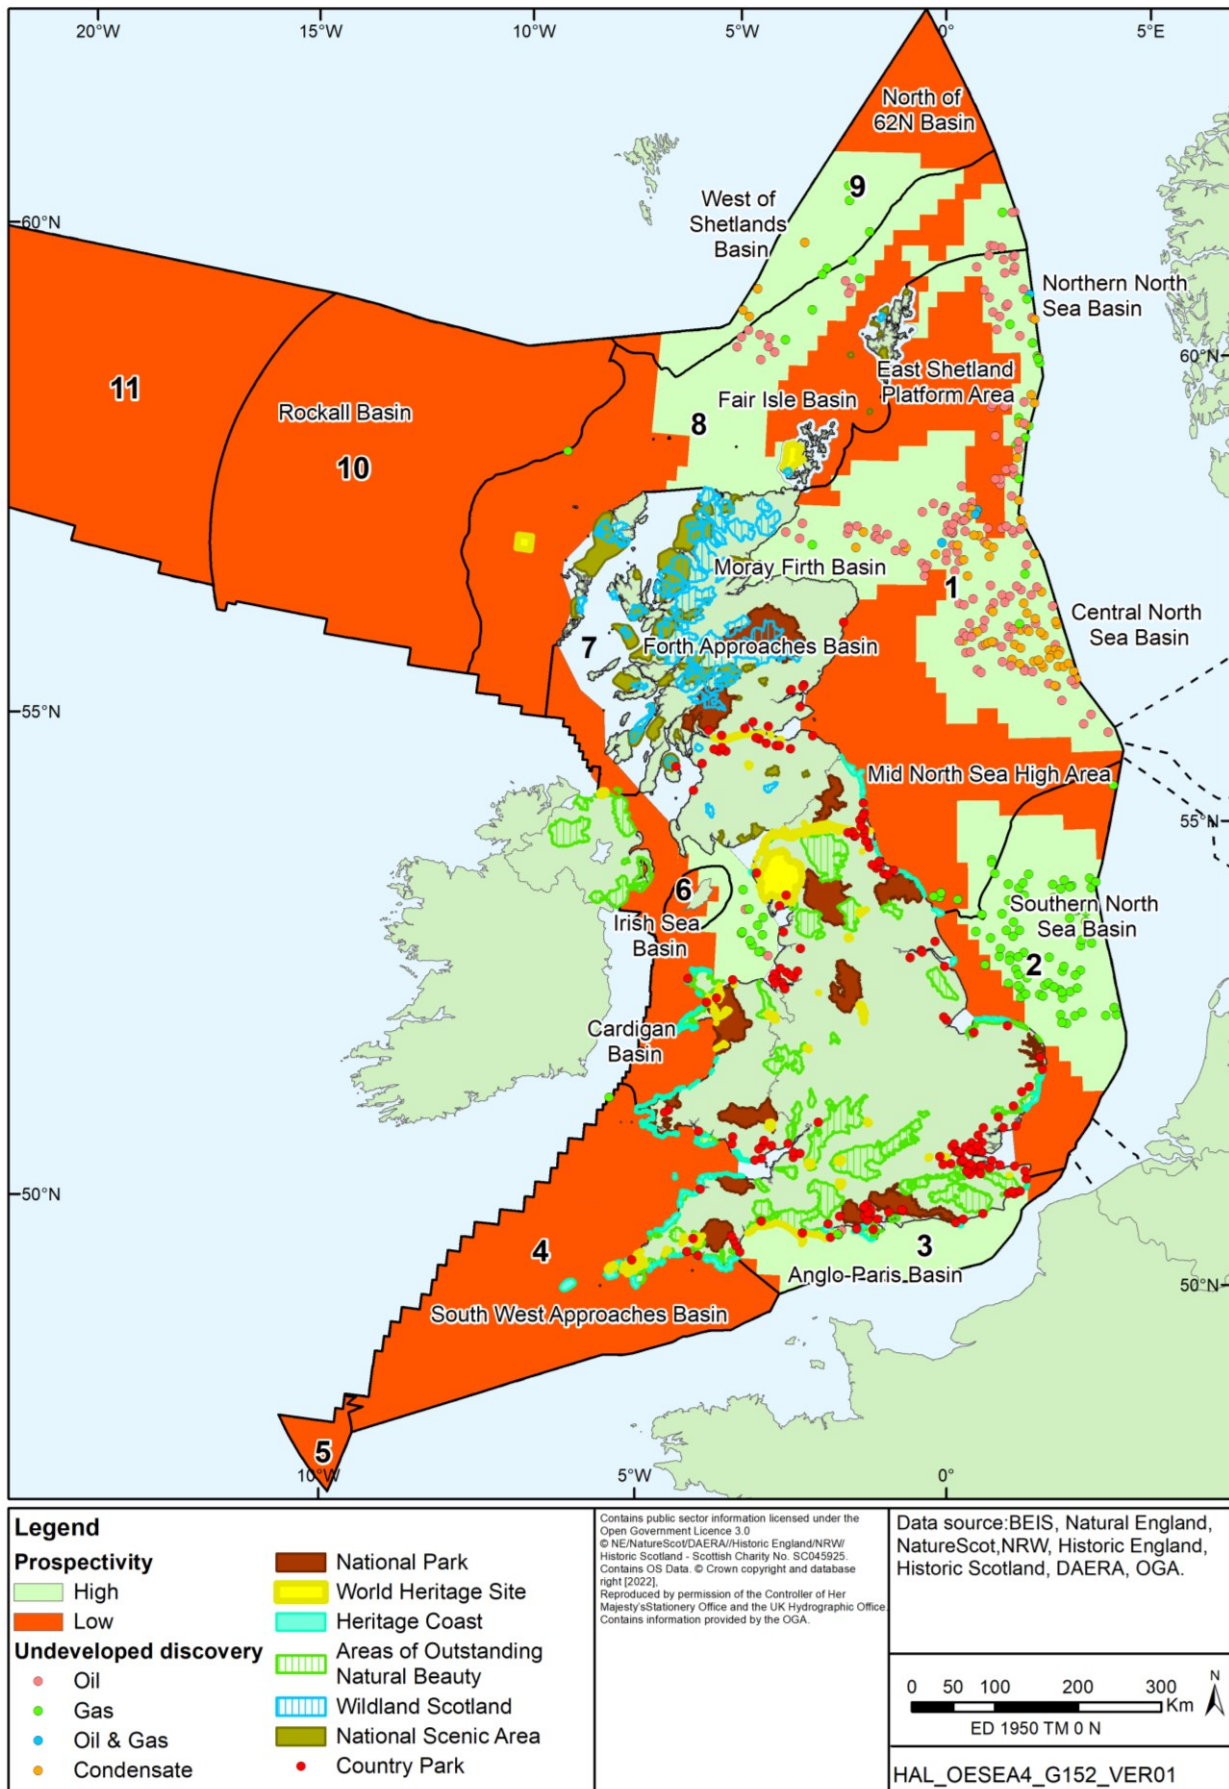 20°W
15°W
10°W
5°W
0°
5°E
North of
62N Basin
9
West of
Shetlands
Basin
60°N
Northern North
Sea Basin
60°N
East Shetland
Platform Area
Fair Isle Basin
11
Rockall Basin
8
10
Moray Firth Basin
1
Central North
Sea Basin
7
Forth Approaches Basin
55°N
Mid North Sea High Area
55°N
6
Irish Sea
Basin
Southern North
Sea Basin
2
Cardigan
Basin
50°N
4
3
Anglo-Paris Basin
50°N
South West Approaches Basin
5
10°W
5°W
0°
Legend
Prospectivity
High
Low
Undeveloped discovery
Oil
Gas
Oil & Gas
Condensate
National Park
World Heritage Site
Heritage Coast
Areas of Outstanding
Natural Beauty
Wildland Scotland
National Scenic Area
Country Park
Contains public sector information licensed under the
Open Government Licence 3.0
© NE/NatureScot/DAERA//Historic England/NRW/
Historic Scotland - Scottish Charity No. SC045925.
Contains OS Data. © Crown copyright and database
right [2022],
Reproduced by permission of the Controller of Her
Majesty'sStationery Office and the UK Hydrographic Office.
Contains information provided by the OGA.
Data source:BEIS, Natural England,
NatureScot,NRW, Historic England,
Historic Scotland, DAERA, OGA.
0 50 100 200 300
Km
N
ED 1950 TM 0 N
HAL_OESEA4_G152_VER01